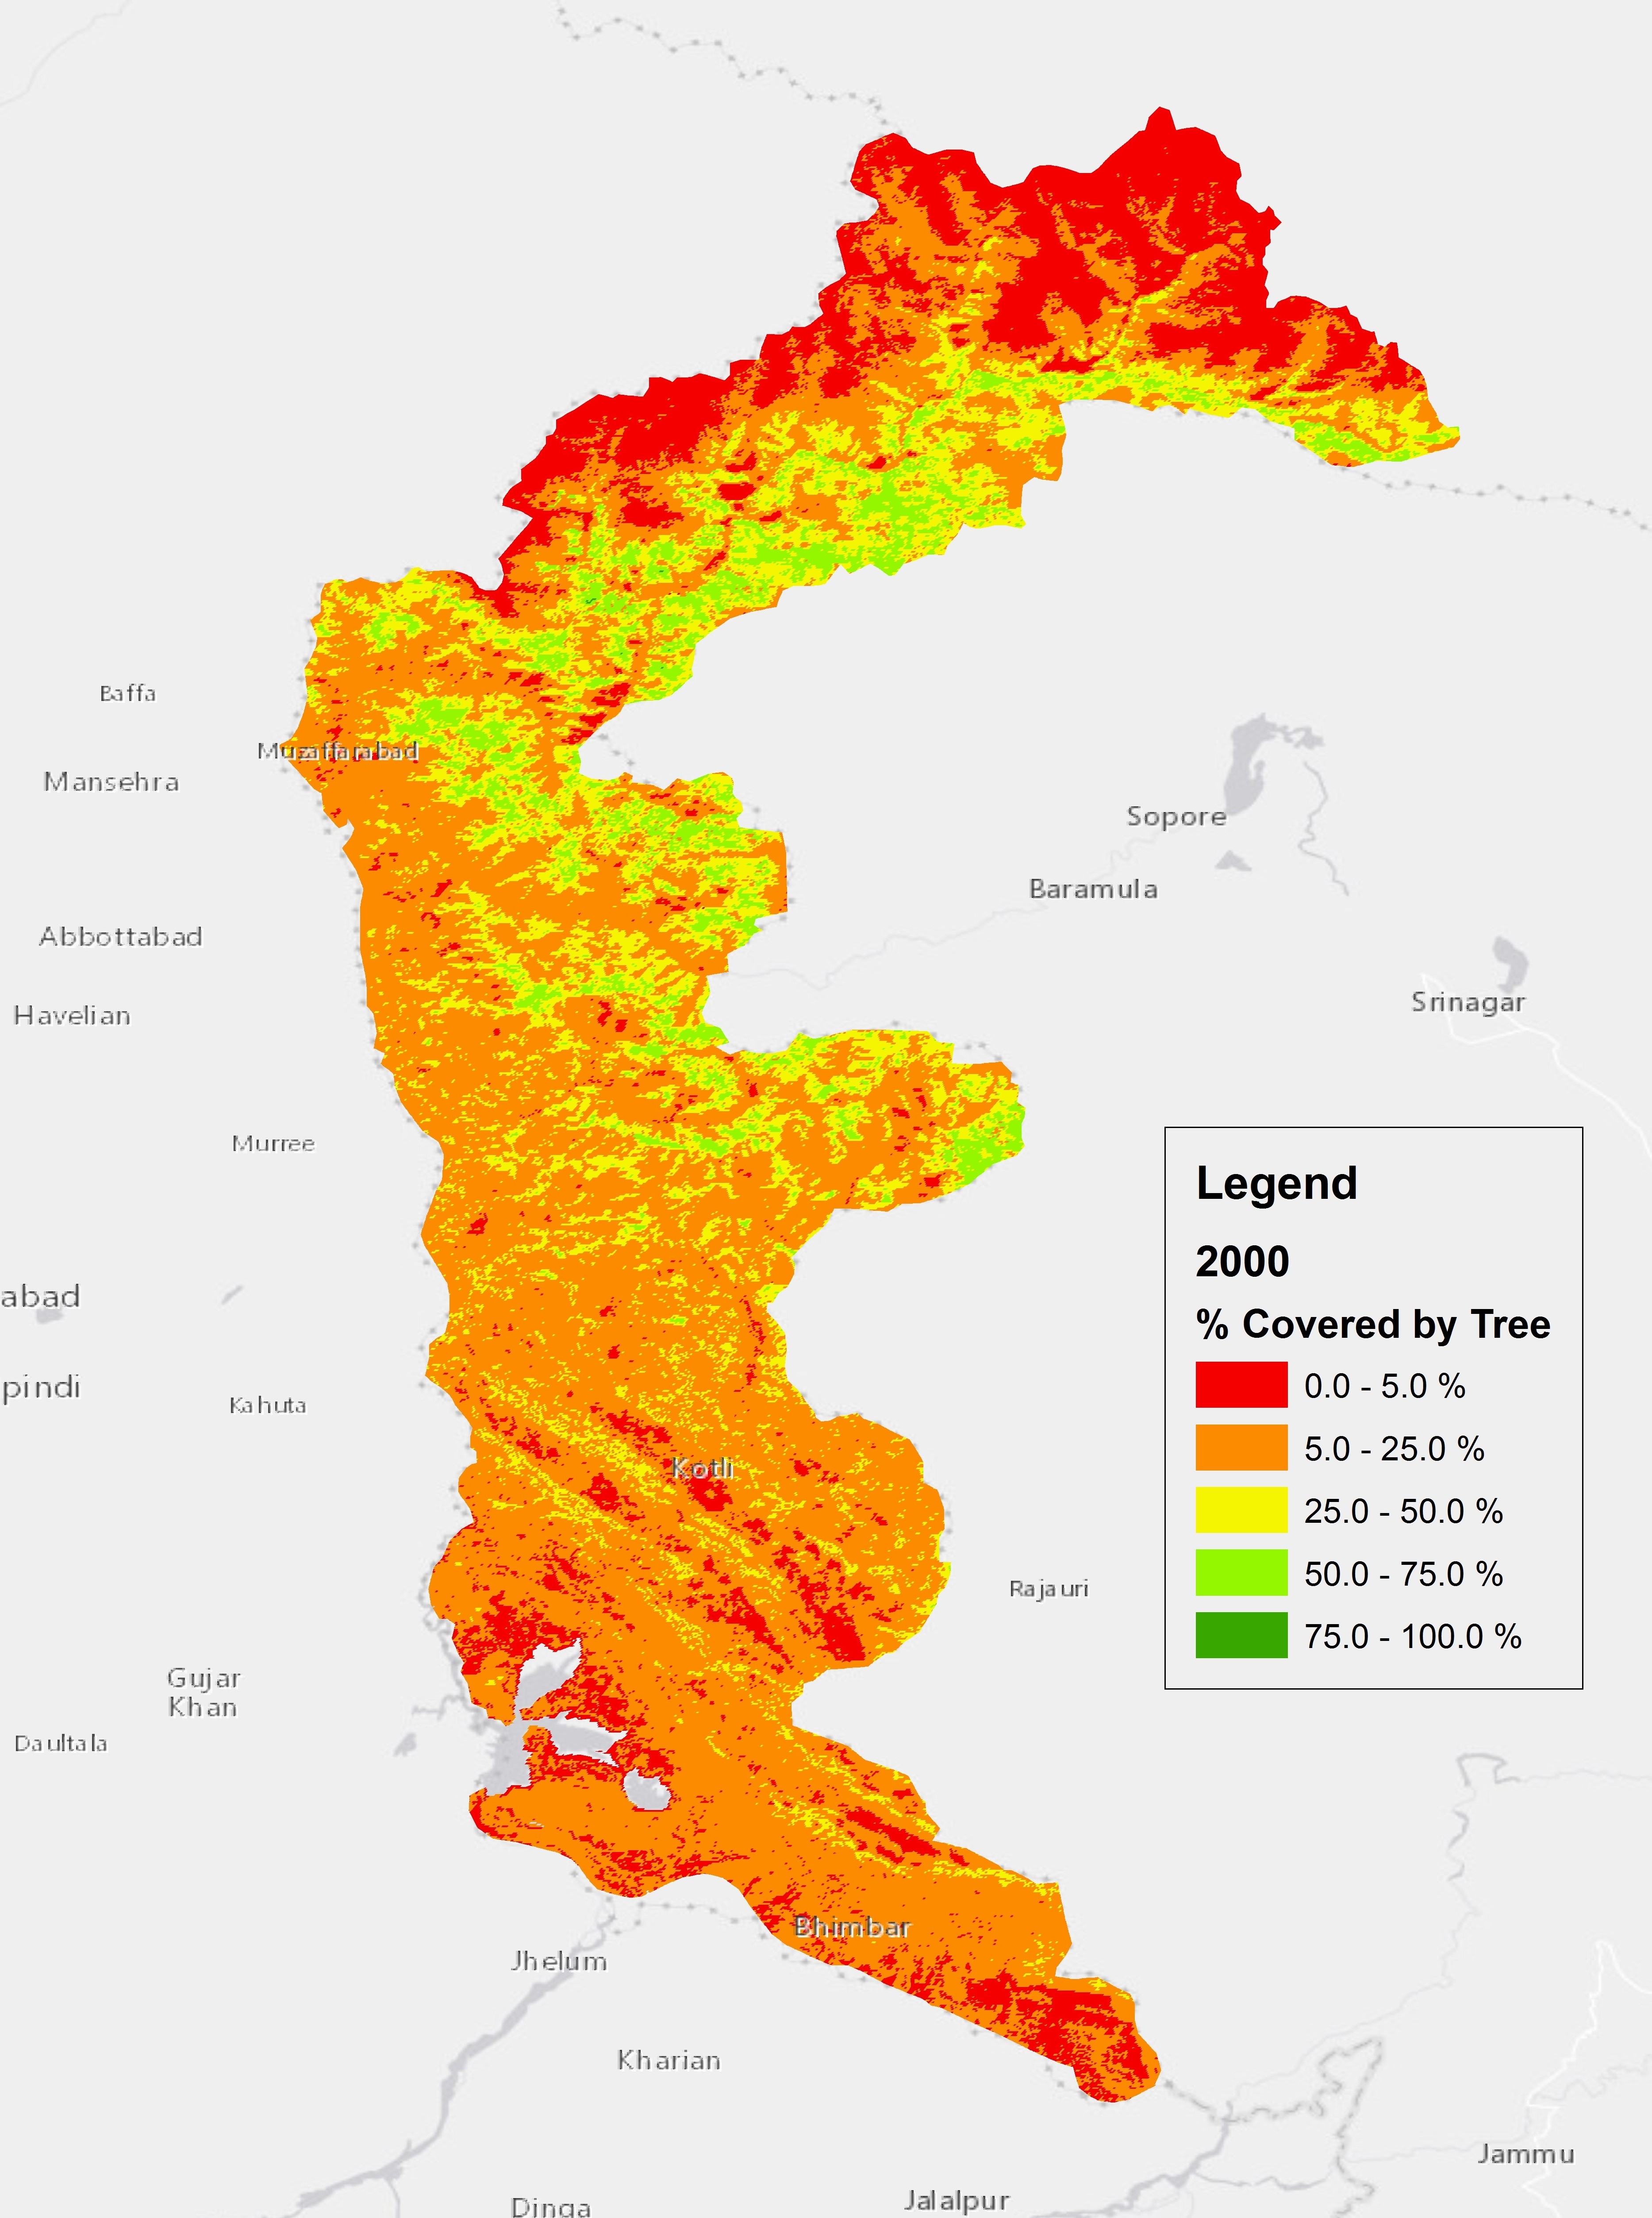 Baffa
Muzaffarabad
Mansehra
Sopore
Baramula
Abbottabad
Srinagar
Havelian
Murree
Legend
2000
abad
% Covered by Tree
0.0 - 5.0 %
pindi
Kahuta
5.0 - 25.0 %
Kotli
25.0 - 50.0 %
50.0 - 75.0 %
Rajauri
75.0 - 100.0 %
Gujar
Khan
Daultala
Bhimbar
Jhelum
Kharian
Jammu
Jalalpur
Dinga